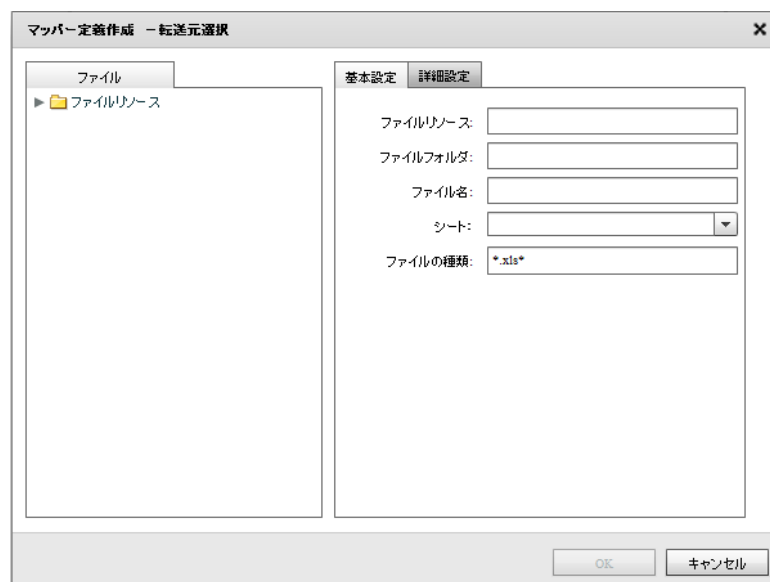 マッパー定義作成 －転送元選択
ファイル
ファイルリソース
基本設定
詳細設定
ファイルリソース:
ファイルフォルダ:
ファイル名:
シート:
ファイルの種類:
*.xls*
OK
キャンセル